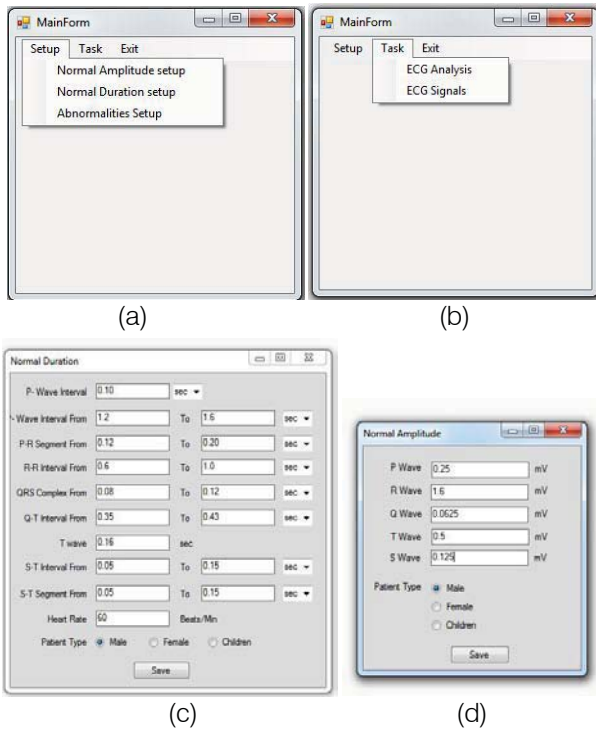 MainForm
Setup Task Exit
Normal Amplitude setup
Normal Duration setup
Abnormalities Setup
(a)
MainForm
Setup Task Exit
ECG Analysis
ECG Signals
(b)
Normal Duration
P- Wave Interval 0.10 sec
- Wave Interval From 1.2 To 1.6 sec
P-R Segment From 0.12 To 0.20 sec
R-R Interval From 0.6 To 1.0 sec
QRS Complex From 0.08 To 0.12 sec
Q-T Interval From 0.35 To 0.43 sec
T wave 0.16 sec
S-T Interval From 0.05 To 0.15 sec
S-T Segment From 0.05 To 0.15 sec
Heart Rate 60 Beats/Min
Patient Type Male Female Children
Save
(c)
Normal Amplitude
P Wave 0.25 mV
R Wave 1.6 mV
Q Wave 0.0625 mV
T Wave 0.5 mV
S Wave 0.125 mV
Patient Type Male
Female
Children
Save
(d)